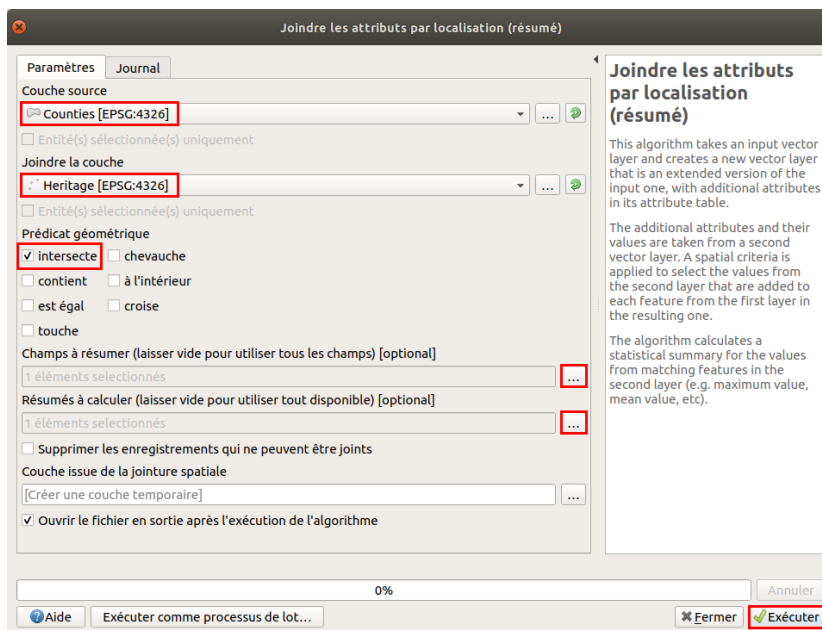 Joindre les attributs par localisation (résumé)
Paramètres
Journal
Couche source
Counties [EPSG:4326]
...
Entité(s) sélectionnée(s) uniquement
Joindre la couche
Heritage [EPSG:4326]
...
Entité(s) sélectionnée(s) uniquement
Prédicat géométrique
intersecte
chevauche
contient
à l'intérieur
est égal
croise
touche
Champs à résumer (laisser vide pour utiliser tous les champs) [optional]
1 éléments selectionnés
...
Résumés à calculer (laisser vide pour utiliser tout disponible) [optional]
1 éléments selectionnés
...
Supprimer les enregistrements qui ne peuvent être joints
Couche issue de la jointure spatiale
[Créer une couche temporaire]
...
Ouvrir le fichier en sortie après l'exécution de l'algorithme
Joindre les attributs
par localisation
(résumé)
This algorithm takes an input vector
layer and creates a new vector layer
that is an extended version of the
input one, with additional attributes
in its attribute table.
The additional attributes and their
values are taken from a second
vector layer. A spatial criteria is
applied to select the values from
the second layer that are added to
each feature from the first layer in
the resulting one.
The algorithm calculates a
statistical summary for the values
from matching features in the
second layer (e.g. maximum value,
mean value, etc).
0%
Annuler
Aide
Exécuter comme processus de lot...
Fermer
Exécuter